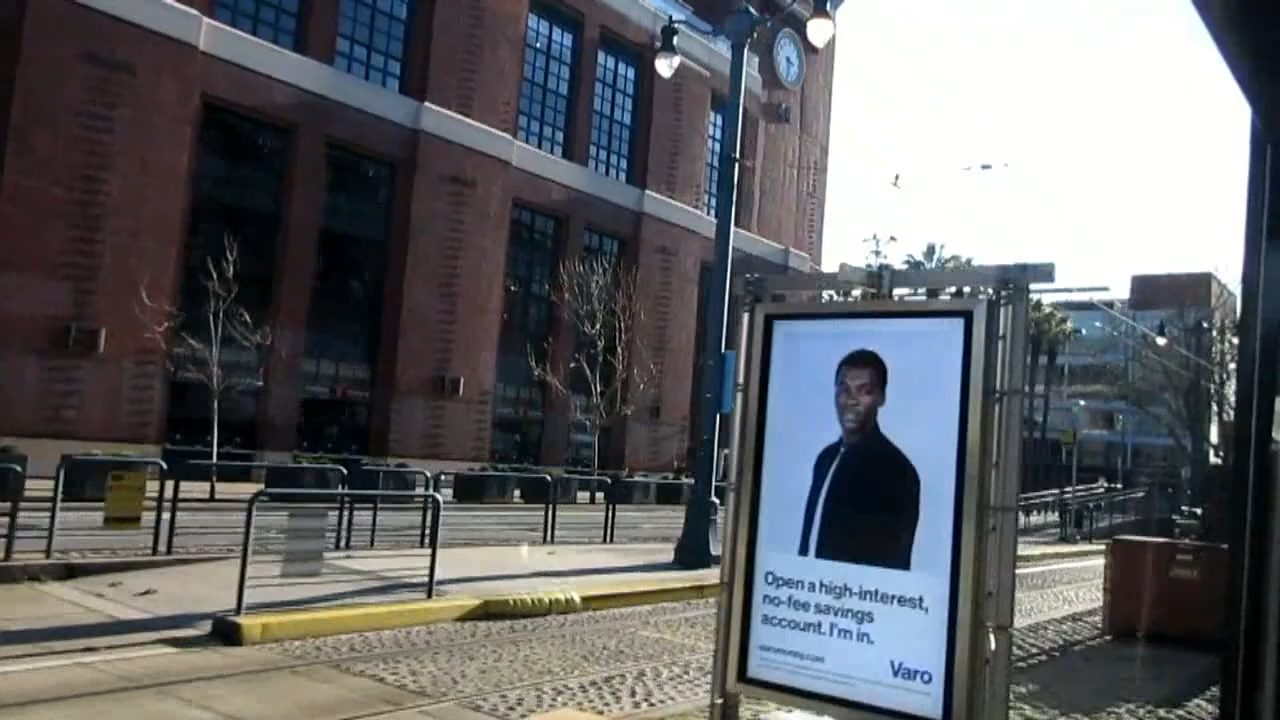 Open a high-interest,
no-fee savings
account. I'm in.
Varo